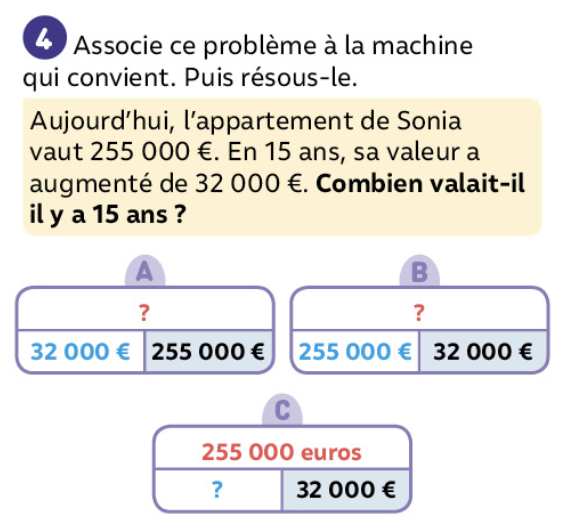 4 Associe ce problème à la machine
qui convient. Puis résous-le.
Aujourd’hui, l’appartement de Sonia
vaut 255 000 €. En 15 ans, sa valeur a
augmenté de 32 000 €. Combien valait-il
il y a 15 ans ?
A
?
32 000 € 255 000 €
B
?
255 000 € 32 000 €
C
255 000 euros
? 32 000 €